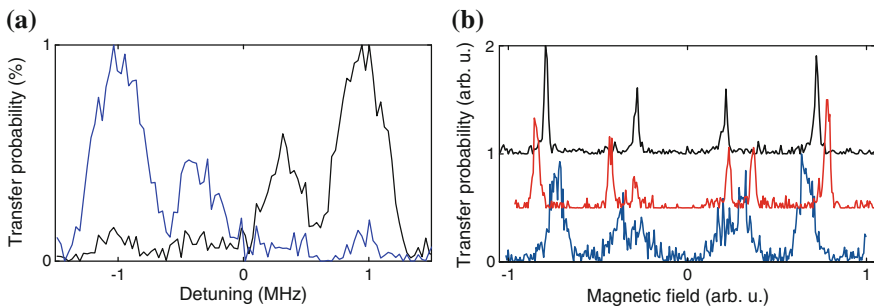 (a)
Transfer probability (%)
1
0
-1
0
1
Detuning (MHz)
(b)
Transfer probability (arb. u.)
2
1
0
-1
0
1
Magnetic field (arb. u.)